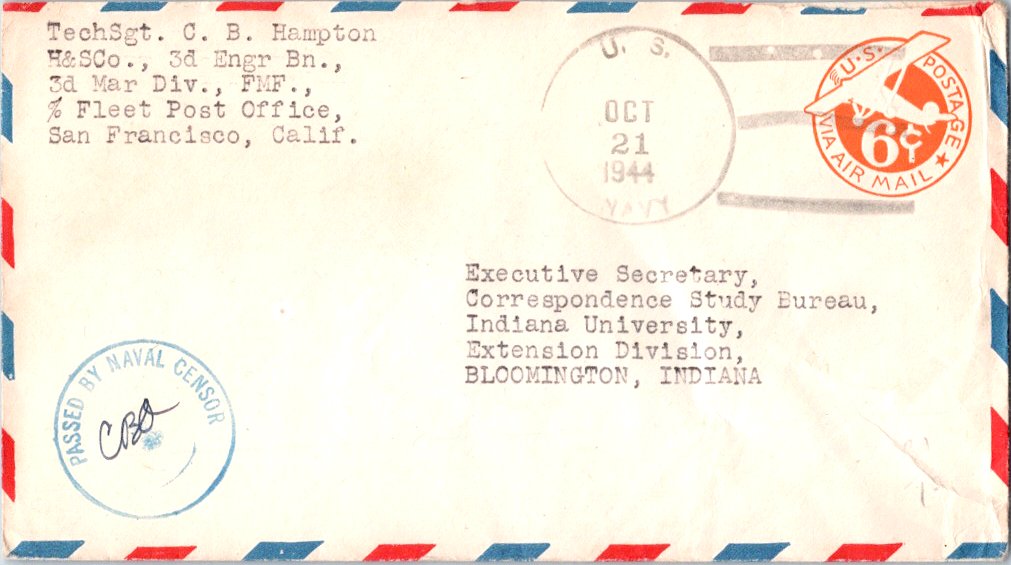 TechSgt. C. B. Hampton
H&SCo., 3d Engr Bn.,
3d Mar Div., FMF.,
% Fleet Post Office,
San Francisco, Calif.
U. S.
OCT
21
1944
NAVY
U.S. POSTAGE
6¢
VIA AIR MAIL ★
Executive Secretary,
Correspondence Study Bureau,
Indiana University,
Extension Division,
BLOOMINGTON, INDIANA
PASSED BY NAVAL CENSOR
CBO